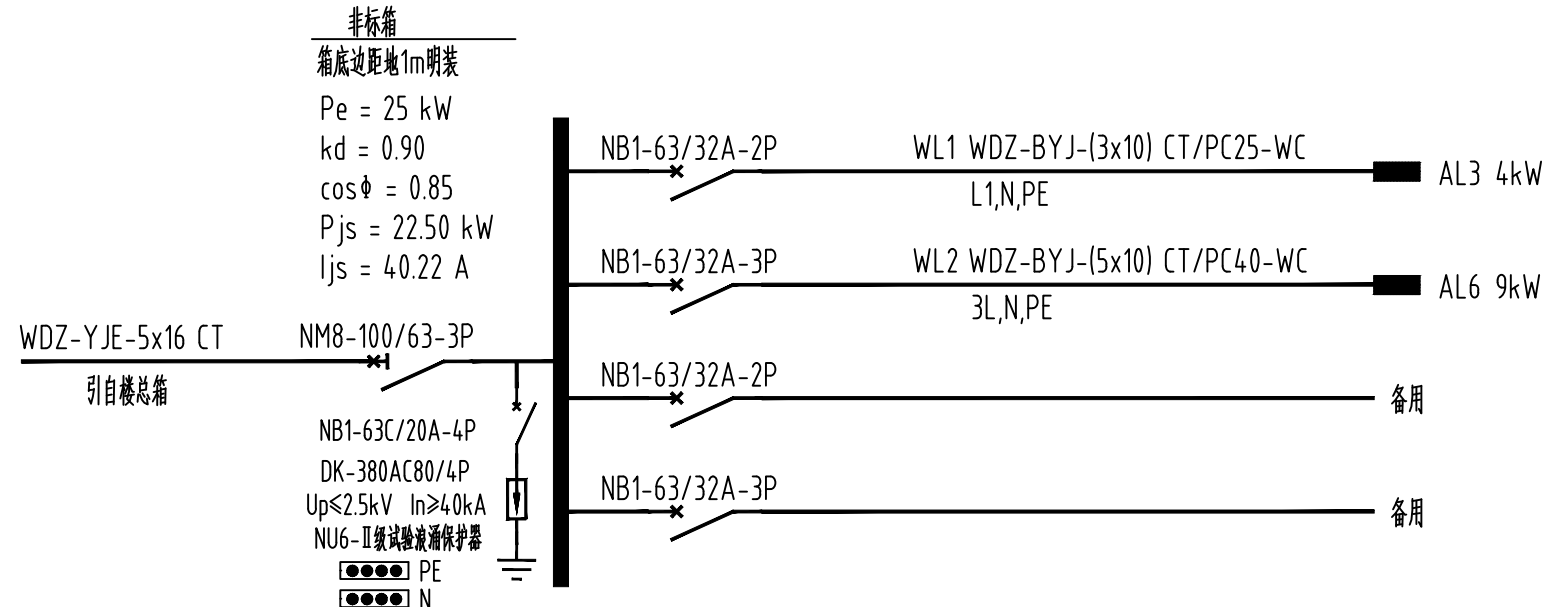 非标箱
箱底边距地1m明装
Pe = 25 kW
kd = 0.90
cosΦ = 0.85
Pjs = 22.50 kW
Ijs = 40.22 A
WDZ-YJE-5x16 CT
引自楼总箱
NM8-100/63-3P
NB1-63C/20A-4P
DK-380AC80/4P
Up≤2.5kV In≥40kA
NU6-Ⅱ级试验浪涌保护器
PE
N
NB1-63/32A-2P
WL1 WDZ-BYJ-(3x10) CT/PC25-WC
L1,N,PE
AL3 4kW
NB1-63/32A-3P
WL2 WDZ-BYJ-(5x10) CT/PC40-WC
3L,N,PE
AL6 9kW
NB1-63/32A-2P
备用
NB1-63/32A-3P
备用